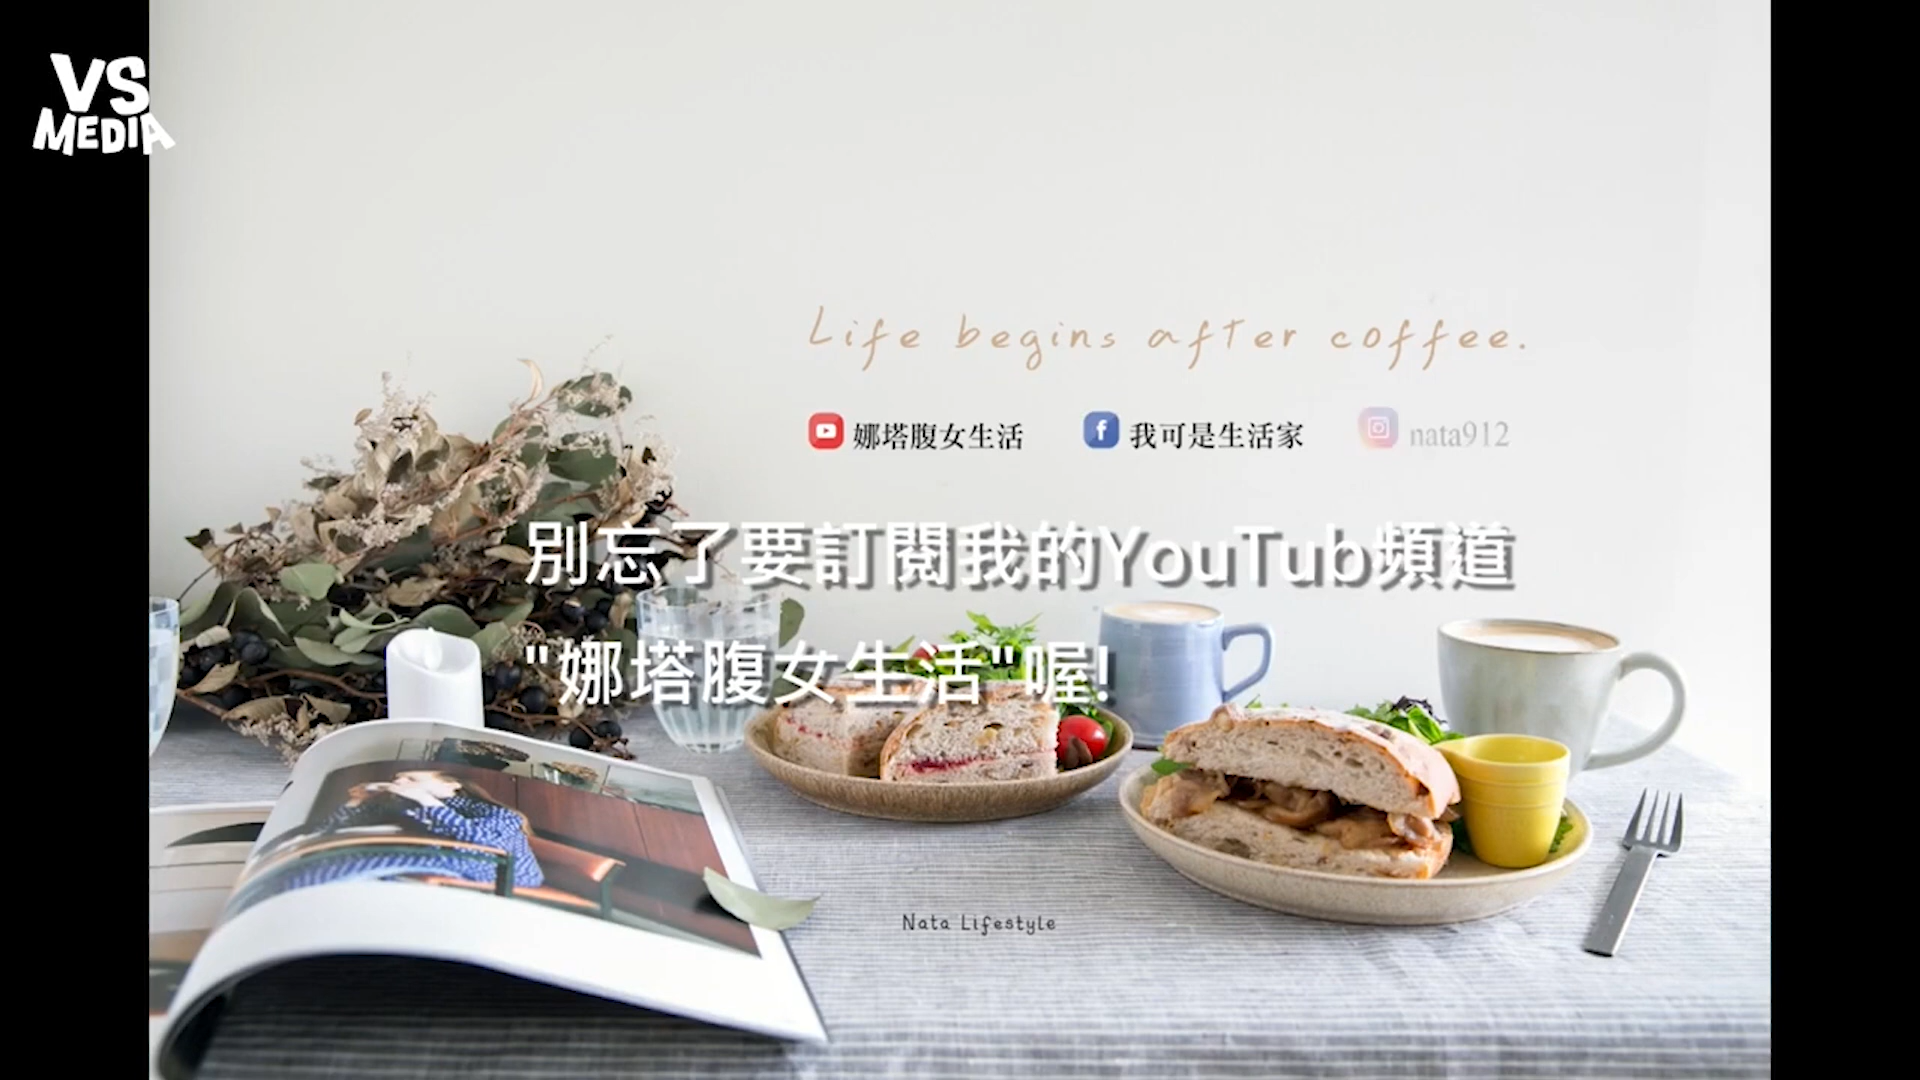 VS
MEDIA
Life begins after coffee.
娜塔腹女生活 我可是生活家 nata912
別忘了要訂閱我的YouTub頻道
"娜塔腹女生活"喔!
Nata Lifestyle